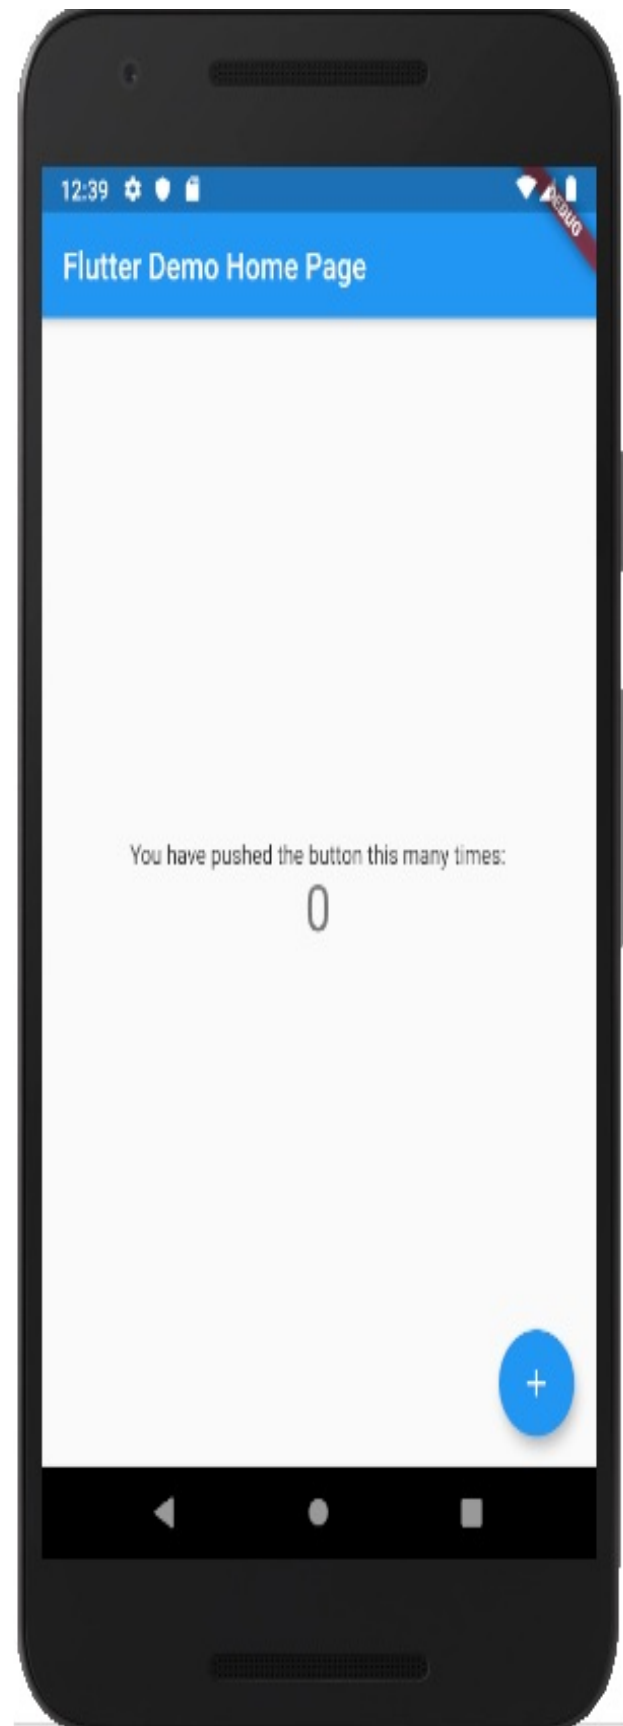 12:39
DEBUG
Flutter Demo Home Page
You have pushed the button this many times:
0
+